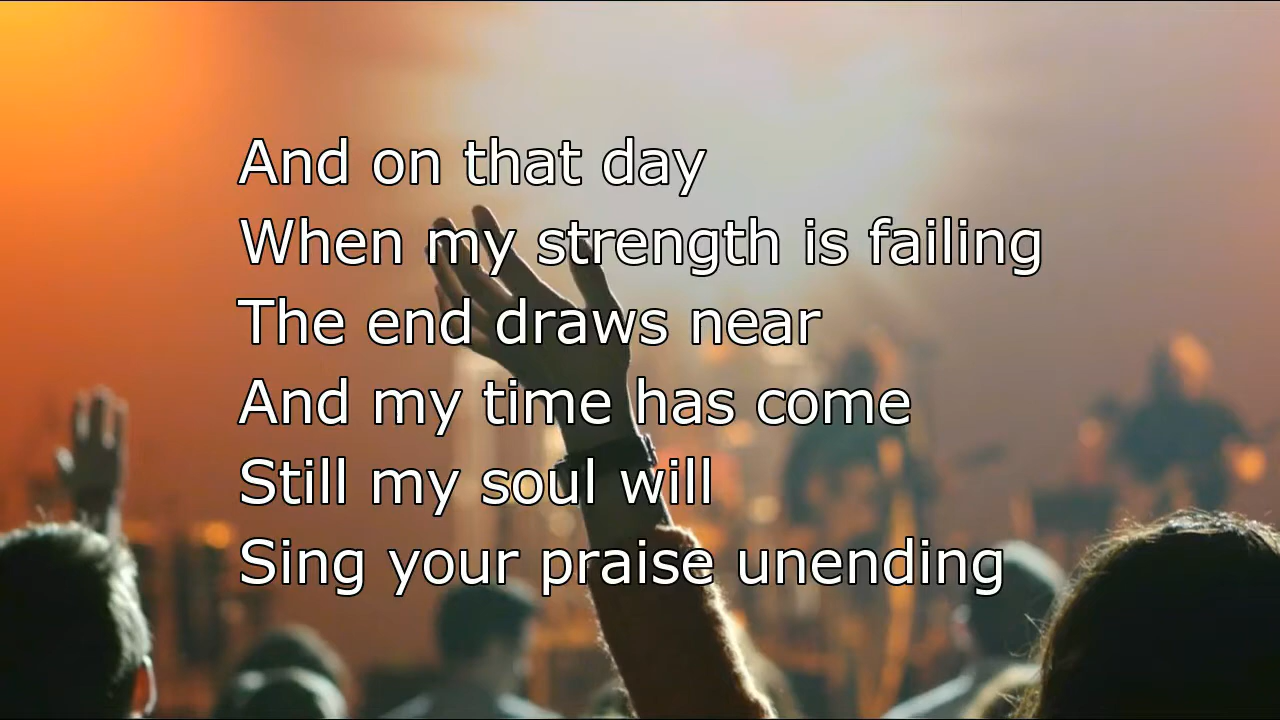 And on that day
When my strength is failing
The end draws near
And my time has come
Still my soul will
Sing your praise unending